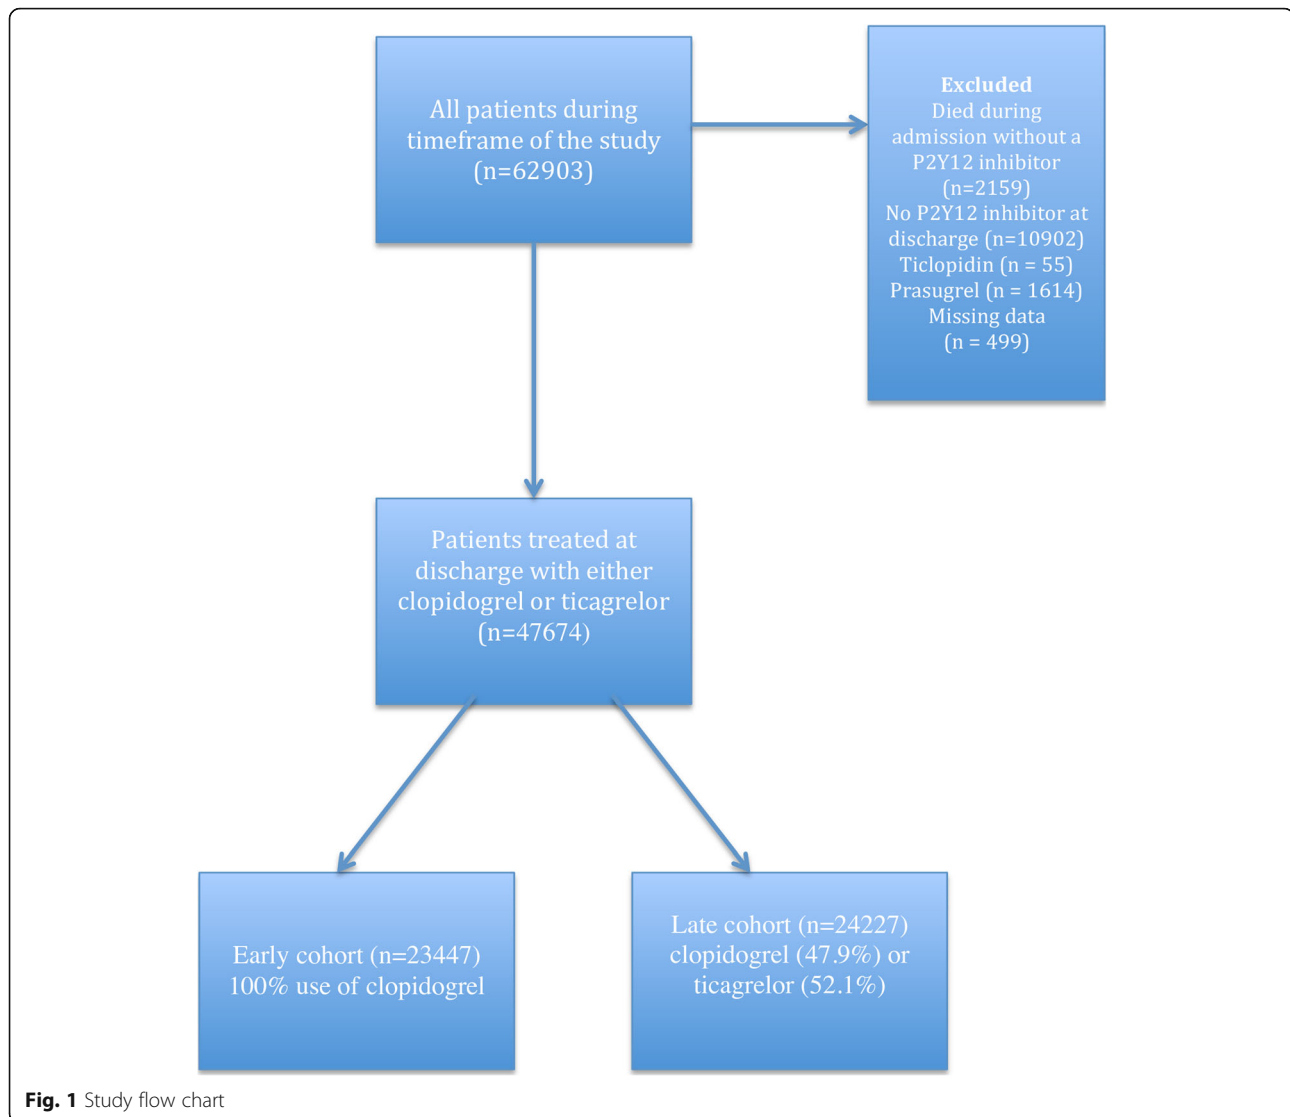 All patients during
timeframe of the study
(n=62903)
Excluded
Died during
admission without a
P2Y12 inhibitor
(n=2159)
No P2Y12 inhibitor at
discharge (n=10902)
Ticlopidin (n = 55)
Prasugrel (n = 1614)
Missing data
(n = 499)
Patients treated at
discharge with either
clopidogrel or ticagrelor
(n=47674)
Early cohort (n=23447)
100% use of clopidogrel
Late cohort (n=24227)
clopidogrel (47.9%) or
ticagrelor (52.1%)
Fig. 1 Study flow chart